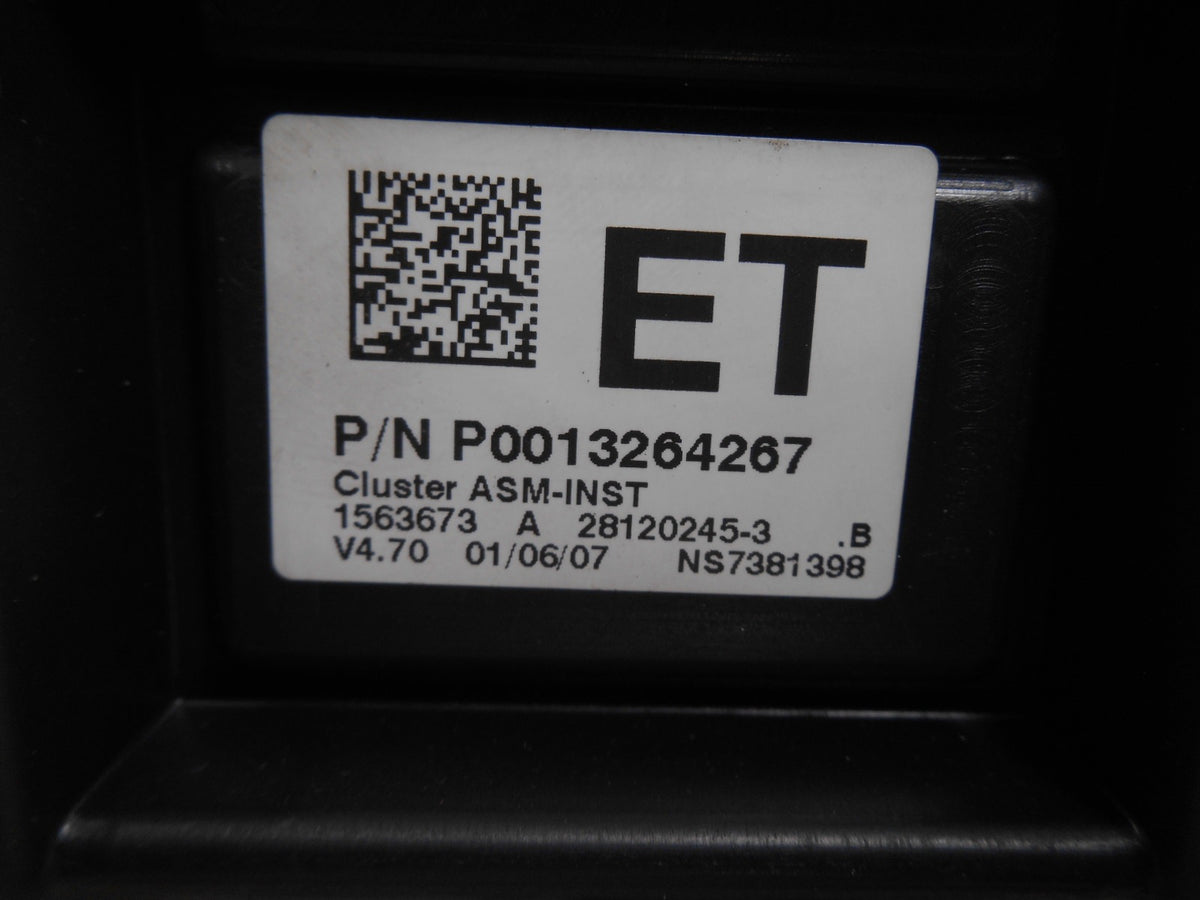 ET
P/N P0013264267
Cluster ASM-INST
1563673 A 28120245-3 .B
V4.70 01/06/07 NS7381398